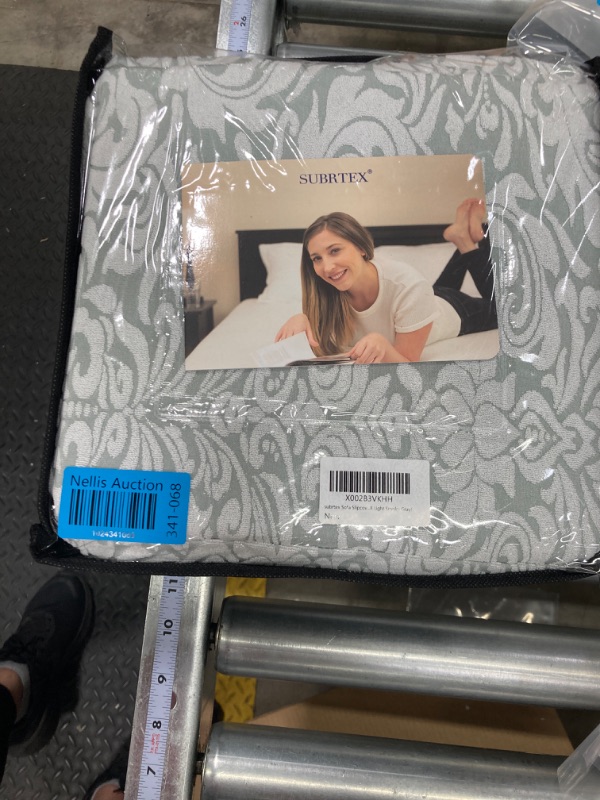 26
SUBRTEX®
Nellis Auction
341-068
X002B3VKHH
11
10
9
8
7